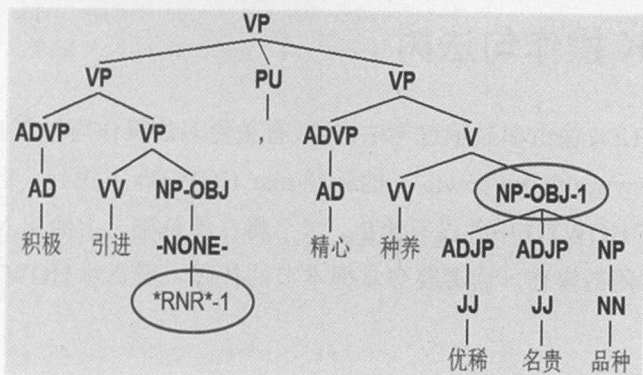 VP
VP PU VP
ADVP VP , ADVP V
AD VV NP-OBJ AD VV NP-OBJ-1
积极 引进 -NONE- 精心 种养 ADJP ADJP NP
*RNR*-1 JJ JJ NN
优稀 名贵 品种